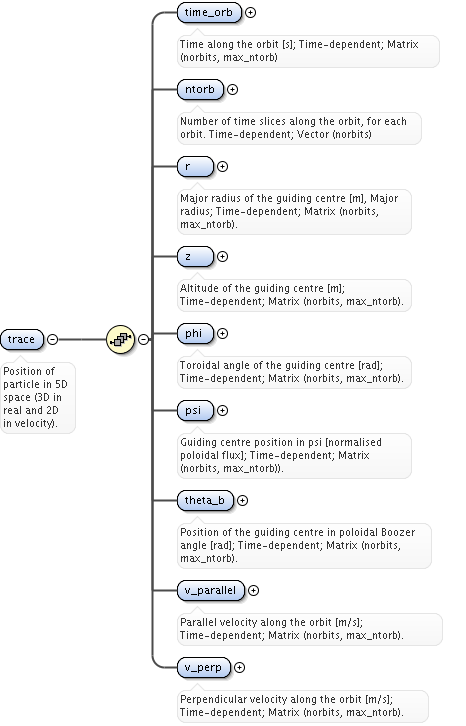 time_orb
Time along the orbit [s]; Time-dependent; Matrix
(norbits, max_ntorb)
ntorb
Number of time slices along the orbit, for each
orbit. Time-dependent; Vector (norbits)
r
Major radius of the guiding centre [m], Major
radius; Time-dependent; Matrix (norbits,
max_ntorb).
z
Altitude of the guiding centre [m];
Time-dependent; Matrix (norbits, max_ntorb).
trace
Position of
particle in 5D
space (3D in
real and 2D
in velocity).
phi
Toroidal angle of the guiding centre [rad];
Time-dependent; Matrix (norbits, max_ntorb).
psi
Guiding centre position in psi [normalised
poloidal flux]; Time-dependent; Matrix
(norbits, max_ntorb)).
theta_b
Position of the guiding centre in poloidal Boozer
angle [rad]; Time-dependent; Matrix (norbits,
max_ntorb).
v_parallel
Parallel velocity along the orbit [m/s];
Time-dependent; Matrix (norbits, max_ntorb).
v_perp
Perpendicular velocity along the orbit [m/s];
Time-dependent; Matrix (norbits, max_ntorb).